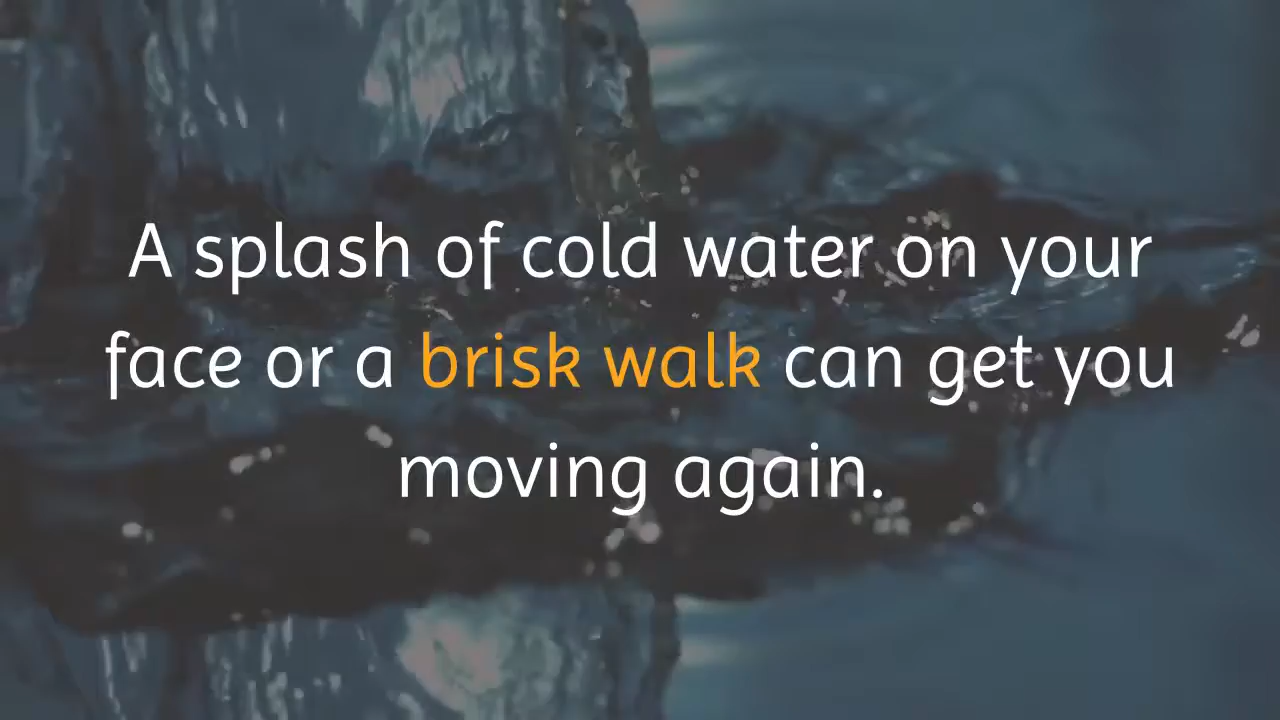 A splash of cold water on your
face or a brisk walk can get you
moving again.